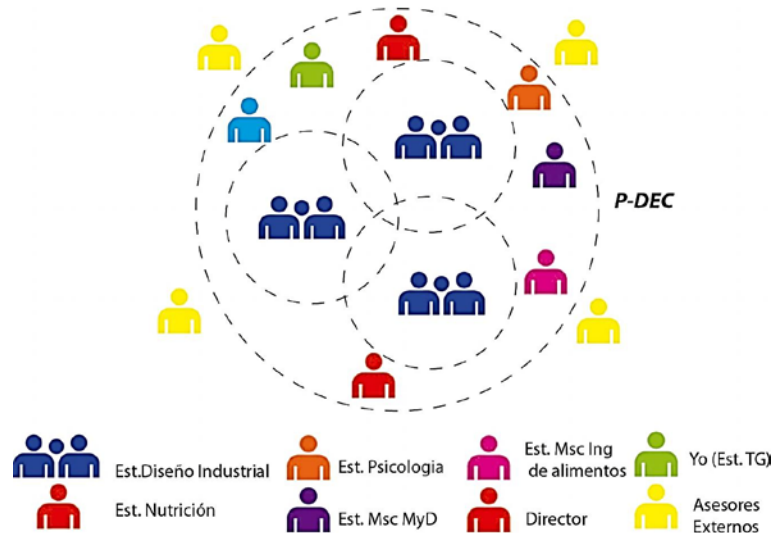 P-DEC
Est.Diseño Industrial
Est. Psicologia
Est. Msc Ing
de alimentos
Yo (Est. TG)
Est. Nutrición
Est. Msc MyD
Director
Asesores
Externos